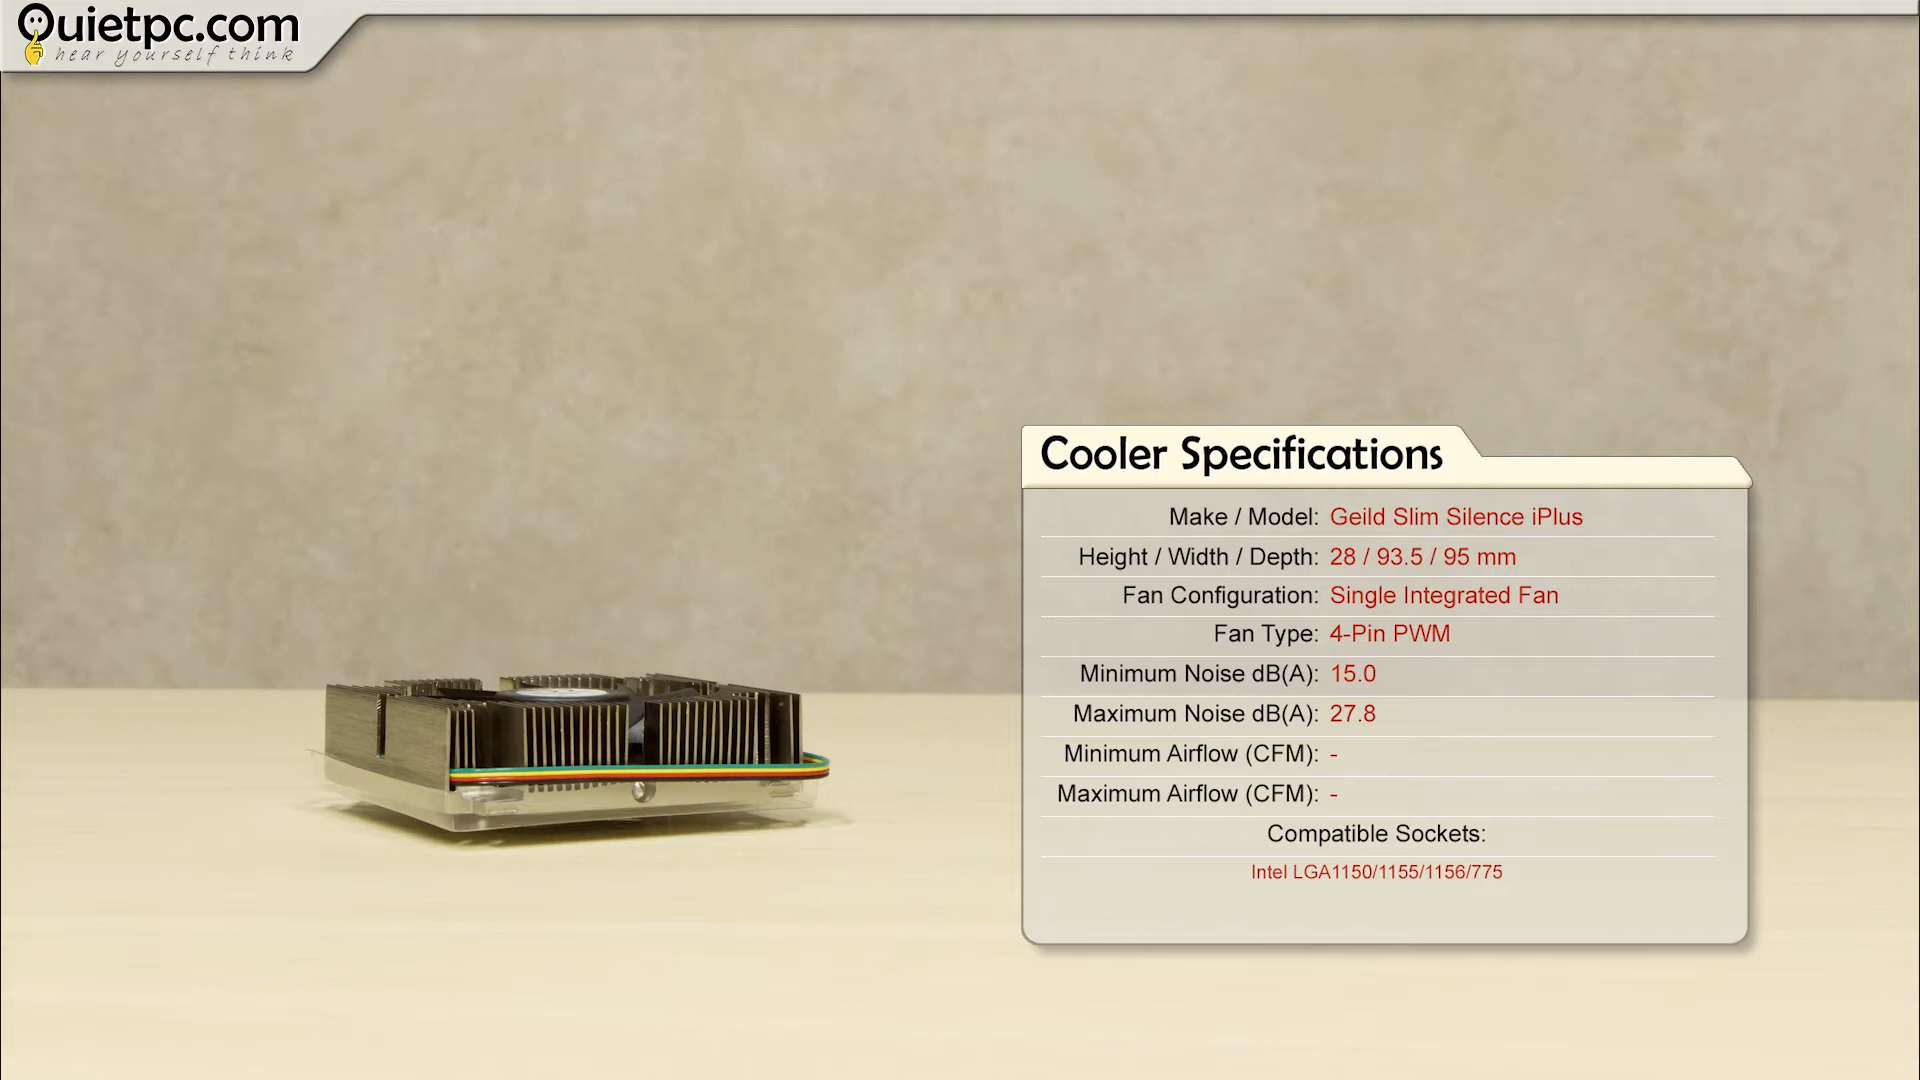 Quietpc.com
hear yourself think
Cooler Specifications
Make / Model: Geild Slim Silence iPlus
Height / Width / Depth: 28 / 93.5 / 95 mm
Fan Configuration: Single Integrated Fan
Fan Type: 4-Pin PWM
Minimum Noise dB(A): 15.0
Maximum Noise dB(A): 27.8
Minimum Airflow (CFM): -
Maximum Airflow (CFM): -
Compatible Sockets:
Intel LGA1150/1155/1156/775